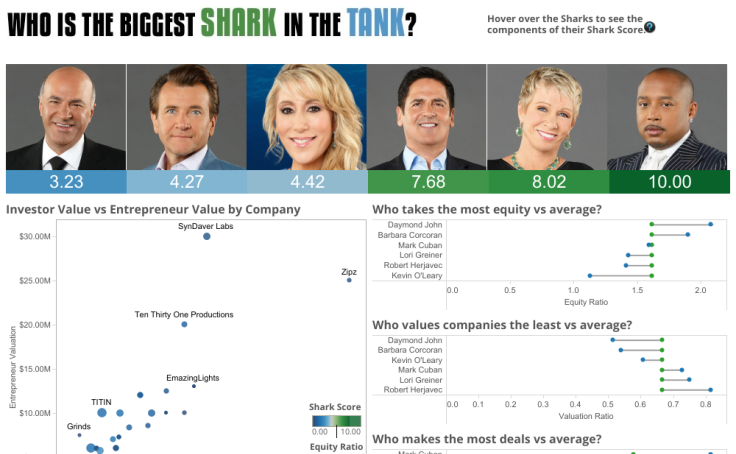 WHO IS THE BIGGEST SHARK IN THE TANK?
Hover over the Sharks to see the
components of their Shark Score.
?
3.23 4.27 4.42 7.68 8.02 10.00
Investor Value vs Entrepreneur Value by Company
SynDaver Labs
$30.00M
Zipz
$25.00M
Ten Thirty One Productions
$20.00M
EmazingLights
$15.00M
TITIN
$10.00M
Grinds
Entrepreneur Valuation
Shark Score
0.00 10.00
Equity Ratio
Who takes the most equity vs average?
Daymond John
Barbara Corcoran
Mark Cuban
Lori Greiner
Robert Herjavec
Kevin O'Leary
0.0 0.5 1.0 1.5 2.0
Equity Ratio
Who values companies the least vs average?
Daymond John
Barbara Corcoran
Kevin O'Leary
Mark Cuban
Lori Greiner
Robert Herjavec
0.0 0.1 0.2 0.3 0.4 0.5 0.6 0.7 0.8
Valuation Ratio
Who makes the most deals vs average?
Mark Cuban